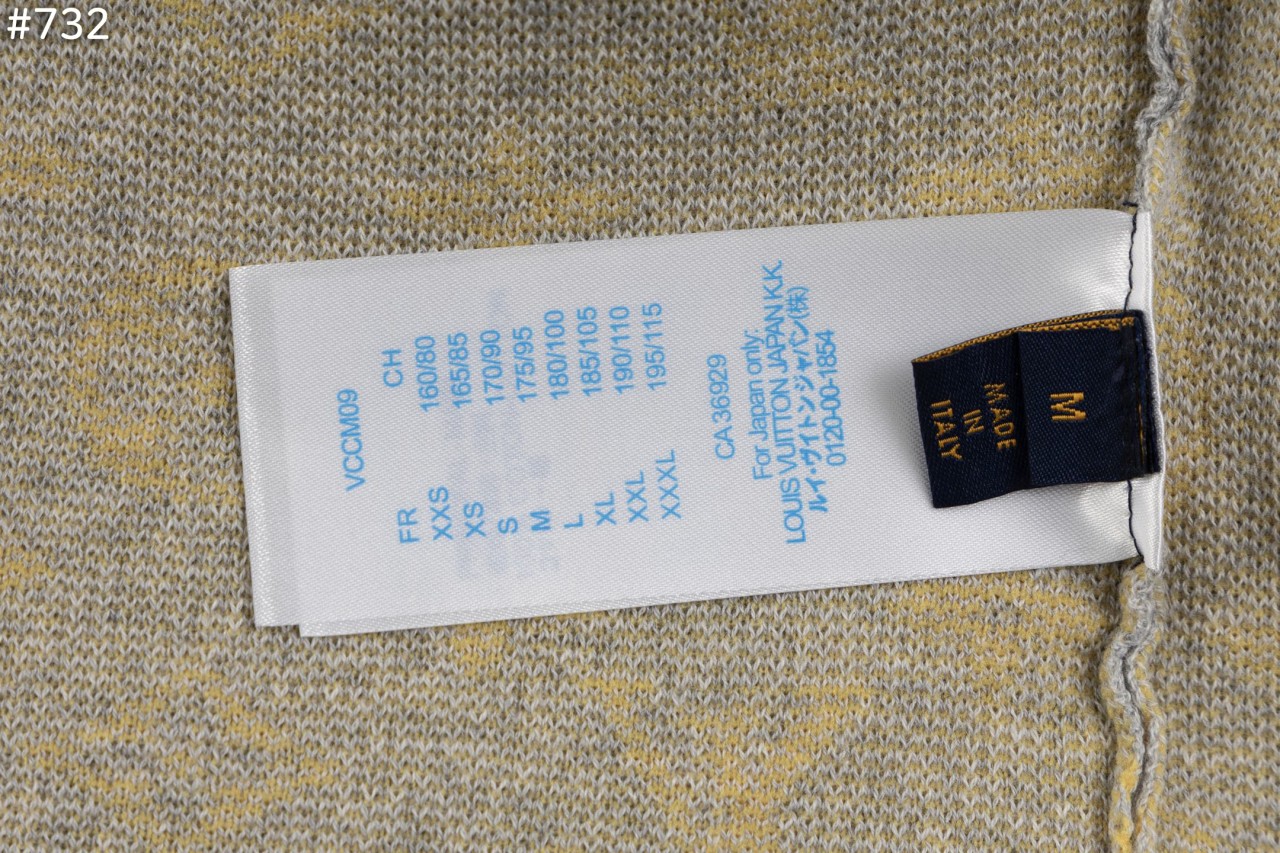 #732
VCCM09
FR CH
XXS 160/80
XS 165/85
S 170/90
M 175/95
L 180/100
XL 185/105
XXL 190/110
XXXL 195/115
CA 36929
For Japan only:
LOUIS VUITTON JAPAN K.K.
ルイ・ヴィトンジャパン(株)
0120-00-1854
M
MADE
IN
ITALY